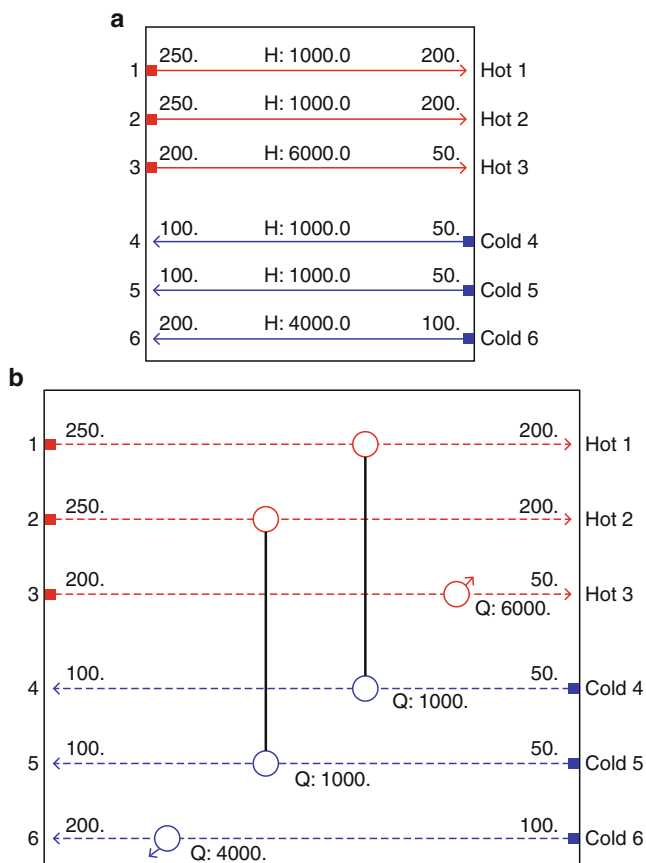 a
250. H: 1000.0 200.
1 Hot 1
250. H: 1000.0 200.
2 Hot 2
200. H: 6000.0 50.
3 Hot 3
100. H: 1000.0 50.
4 Cold 4
100. H: 1000.0 50.
5 Cold 5
200. H: 4000.0 100.
6 Cold 6
b
250. 200.
1 Hot 1
250. 200.
2 Hot 2
200. 50.
3 Hot 3
Q: 6000.
100. 50.
4 Cold 4
Q: 1000.
100. 50.
5 Cold 5
Q: 1000.
200. 100.
6 Cold 6
Q: 4000.